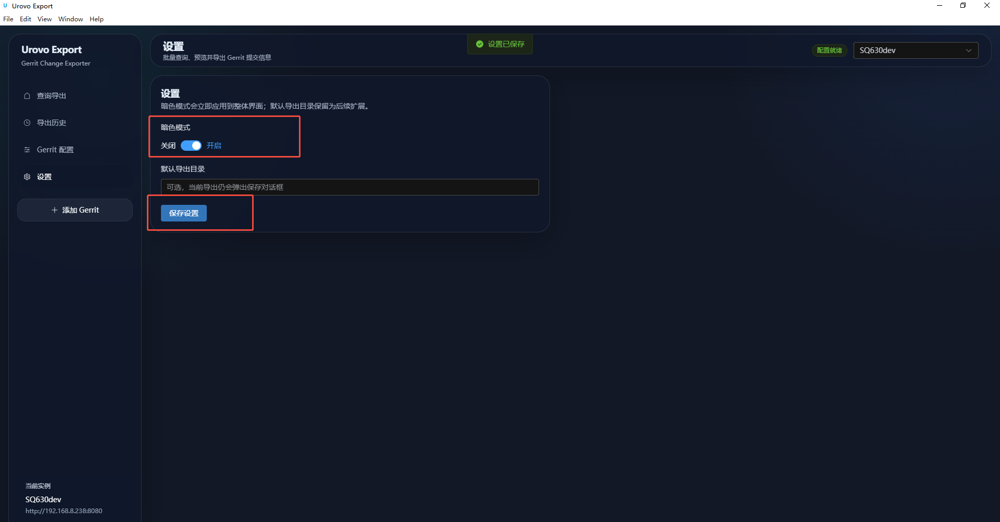 U Urovo Export
File Edit View Window Help
Urovo Export
Gerrit Change Exporter
查询导出
导出历史
Gerrit 配置
设置
添加 Gerrit
当前实例
SQ630dev
http://192.168.8.238:8080
设置
批量查询、预览并导出 Gerrit 提交信息
设置已保存
配置就绪
SQ630dev
设置
暗色模式会立即应用到整体界面；默认导出目录保留为后续扩展。
暗色模式
关闭 开启
默认导出目录
可选，当前导出仍会弹出保存对话框
保存设置